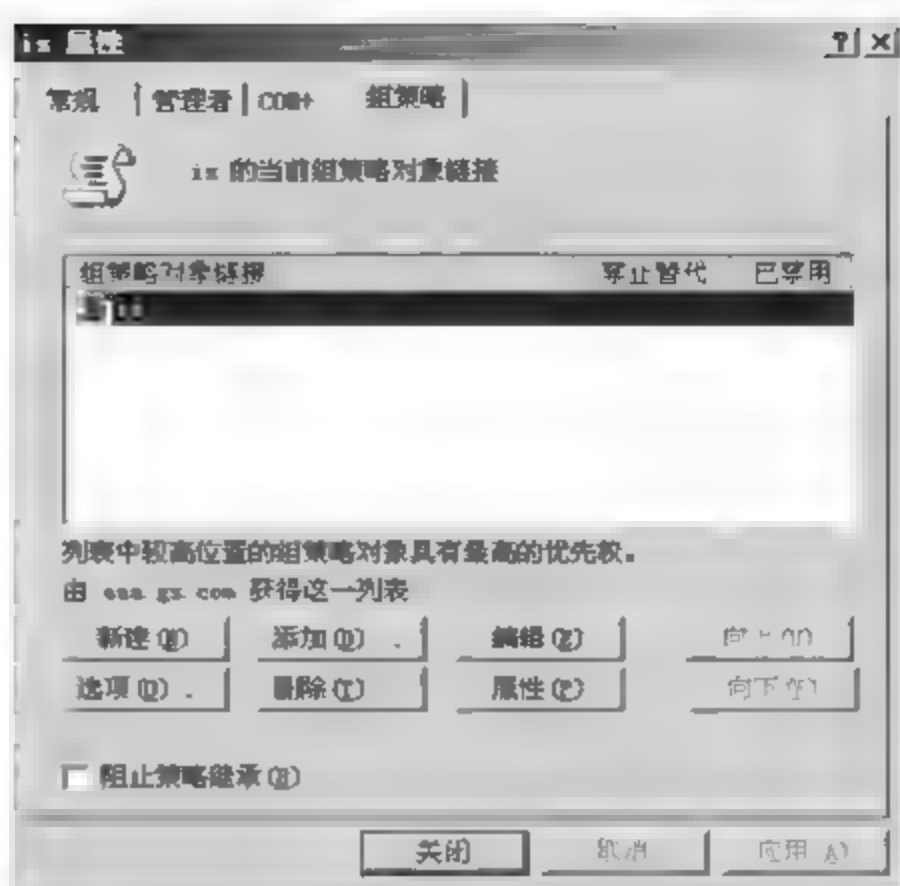 属性
常规 管理者 COM+ 组策略
的当前组策略对象链接
组策略对象链接 禁止替代 已禁用
列表中较高位置的组策略对象具有最高的优先权。
由 获得这一列表
新建(N) 添加(D) . 编辑(E) 向上(U)
选项(O) . 删除(T) 属性(P) 向下(W)
阻止策略继承(B)
关闭 取消 应用(A)